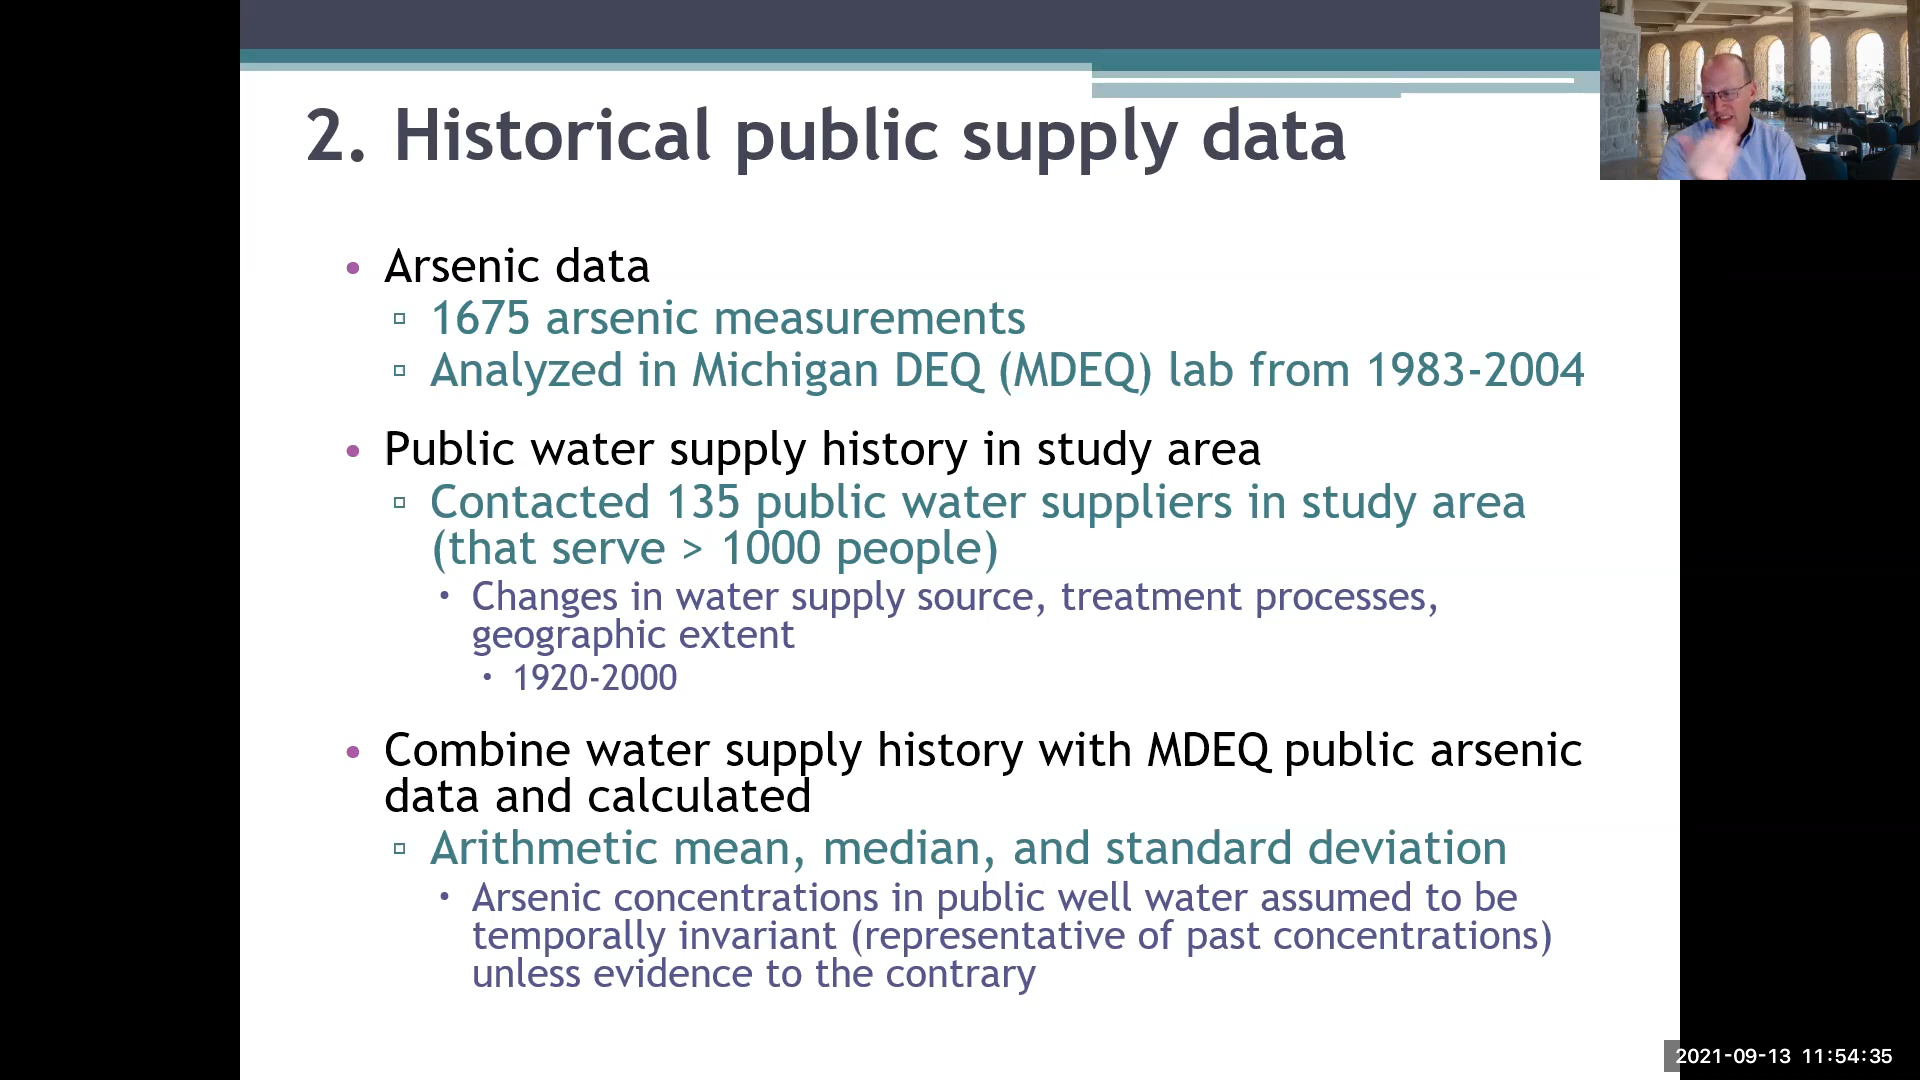 2. Historical public supply data
• Arsenic data
▫ 1675 arsenic measurements
▫ Analyzed in Michigan DEQ (MDEQ) lab from 1983-2004
• Public water supply history in study area
▫ Contacted 135 public water suppliers in study area
(that serve > 1000 people)
• Changes in water supply source, treatment processes,
geographic extent
• 1920-2000
• Combine water supply history with MDEQ public arsenic
data and calculated
▫ Arithmetic mean, median, and standard deviation
• Arsenic concentrations in public well water assumed to be
temporally invariant (representative of past concentrations)
unless evidence to the contrary
2021-09-13 11:54:35